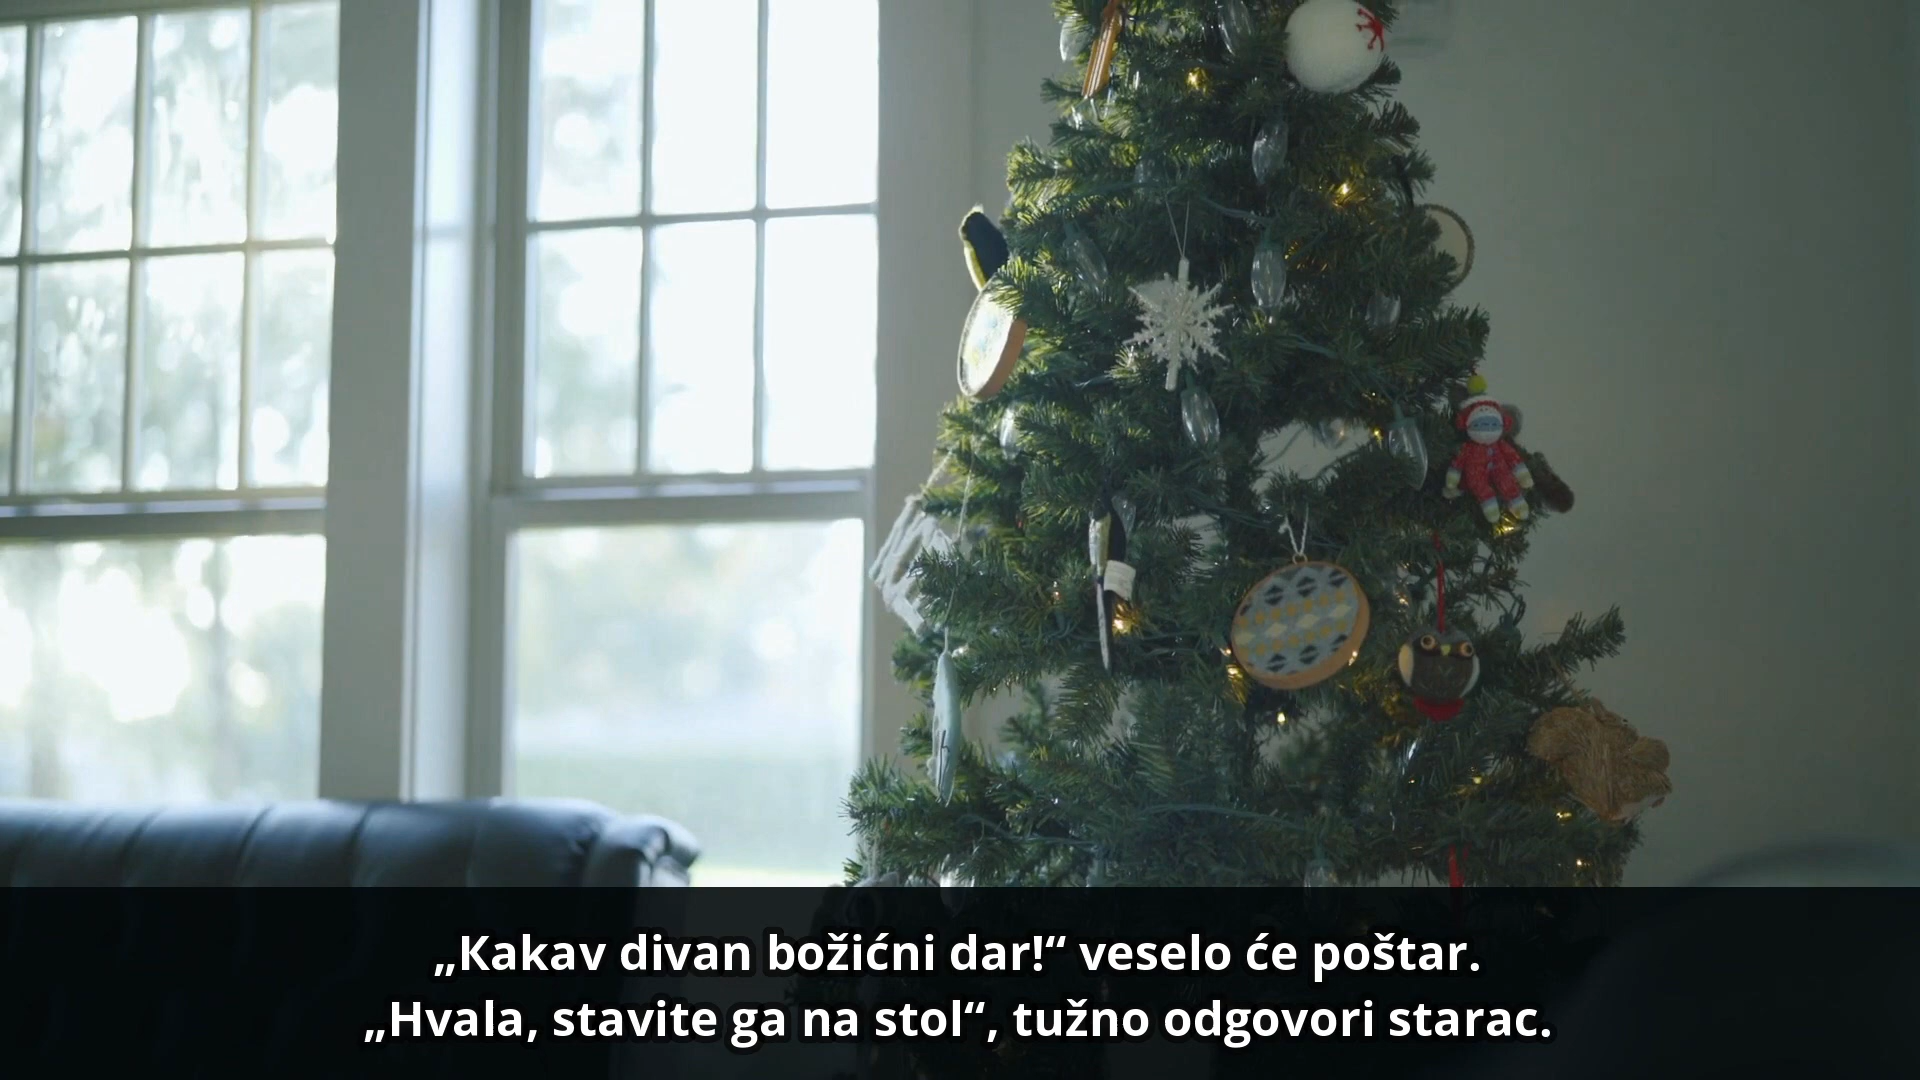 „Kakav divan božićni dar!“ veselo će poštar.
„Hvala, stavite ga na stol“, tužno odgovori starac.